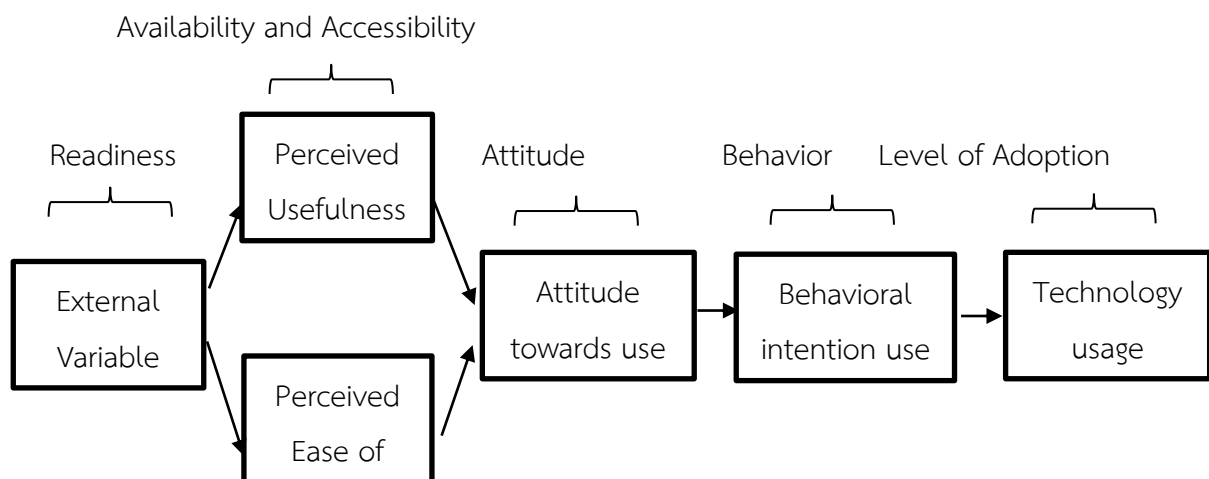 Availability and Accessibility
Readiness
Perceived
Usefulness
Attitude
Behavior
Level of Adoption
External
Variable
Attitude
towards use
Behavioral
intention use
Technology
usage
Perceived
Ease of